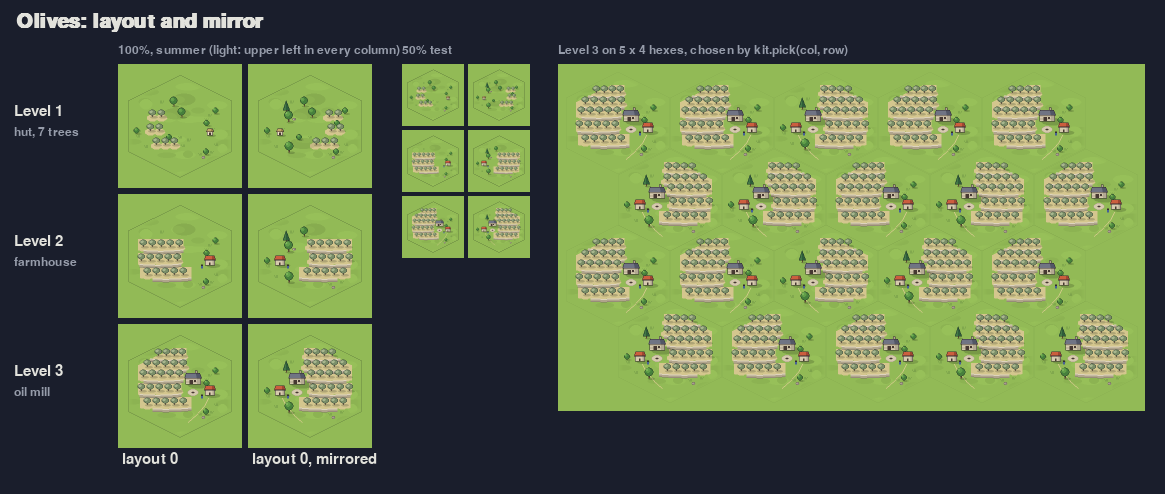 Olives: layout and mirror
100%, summer (light: upper left in every column) 50% test
Level 3 on 5 x 4 hexes, chosen by kit.pick(col, row)
Level 1
hut, 7 trees
Level 2
farmhouse
Level 3
oil mill
layout 0
layout 0, mirrored